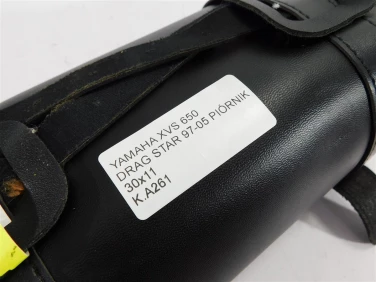 YAMAHA XVS 650
DRAG STAR 97-05 PIÓRNIK
30x11
K.A261